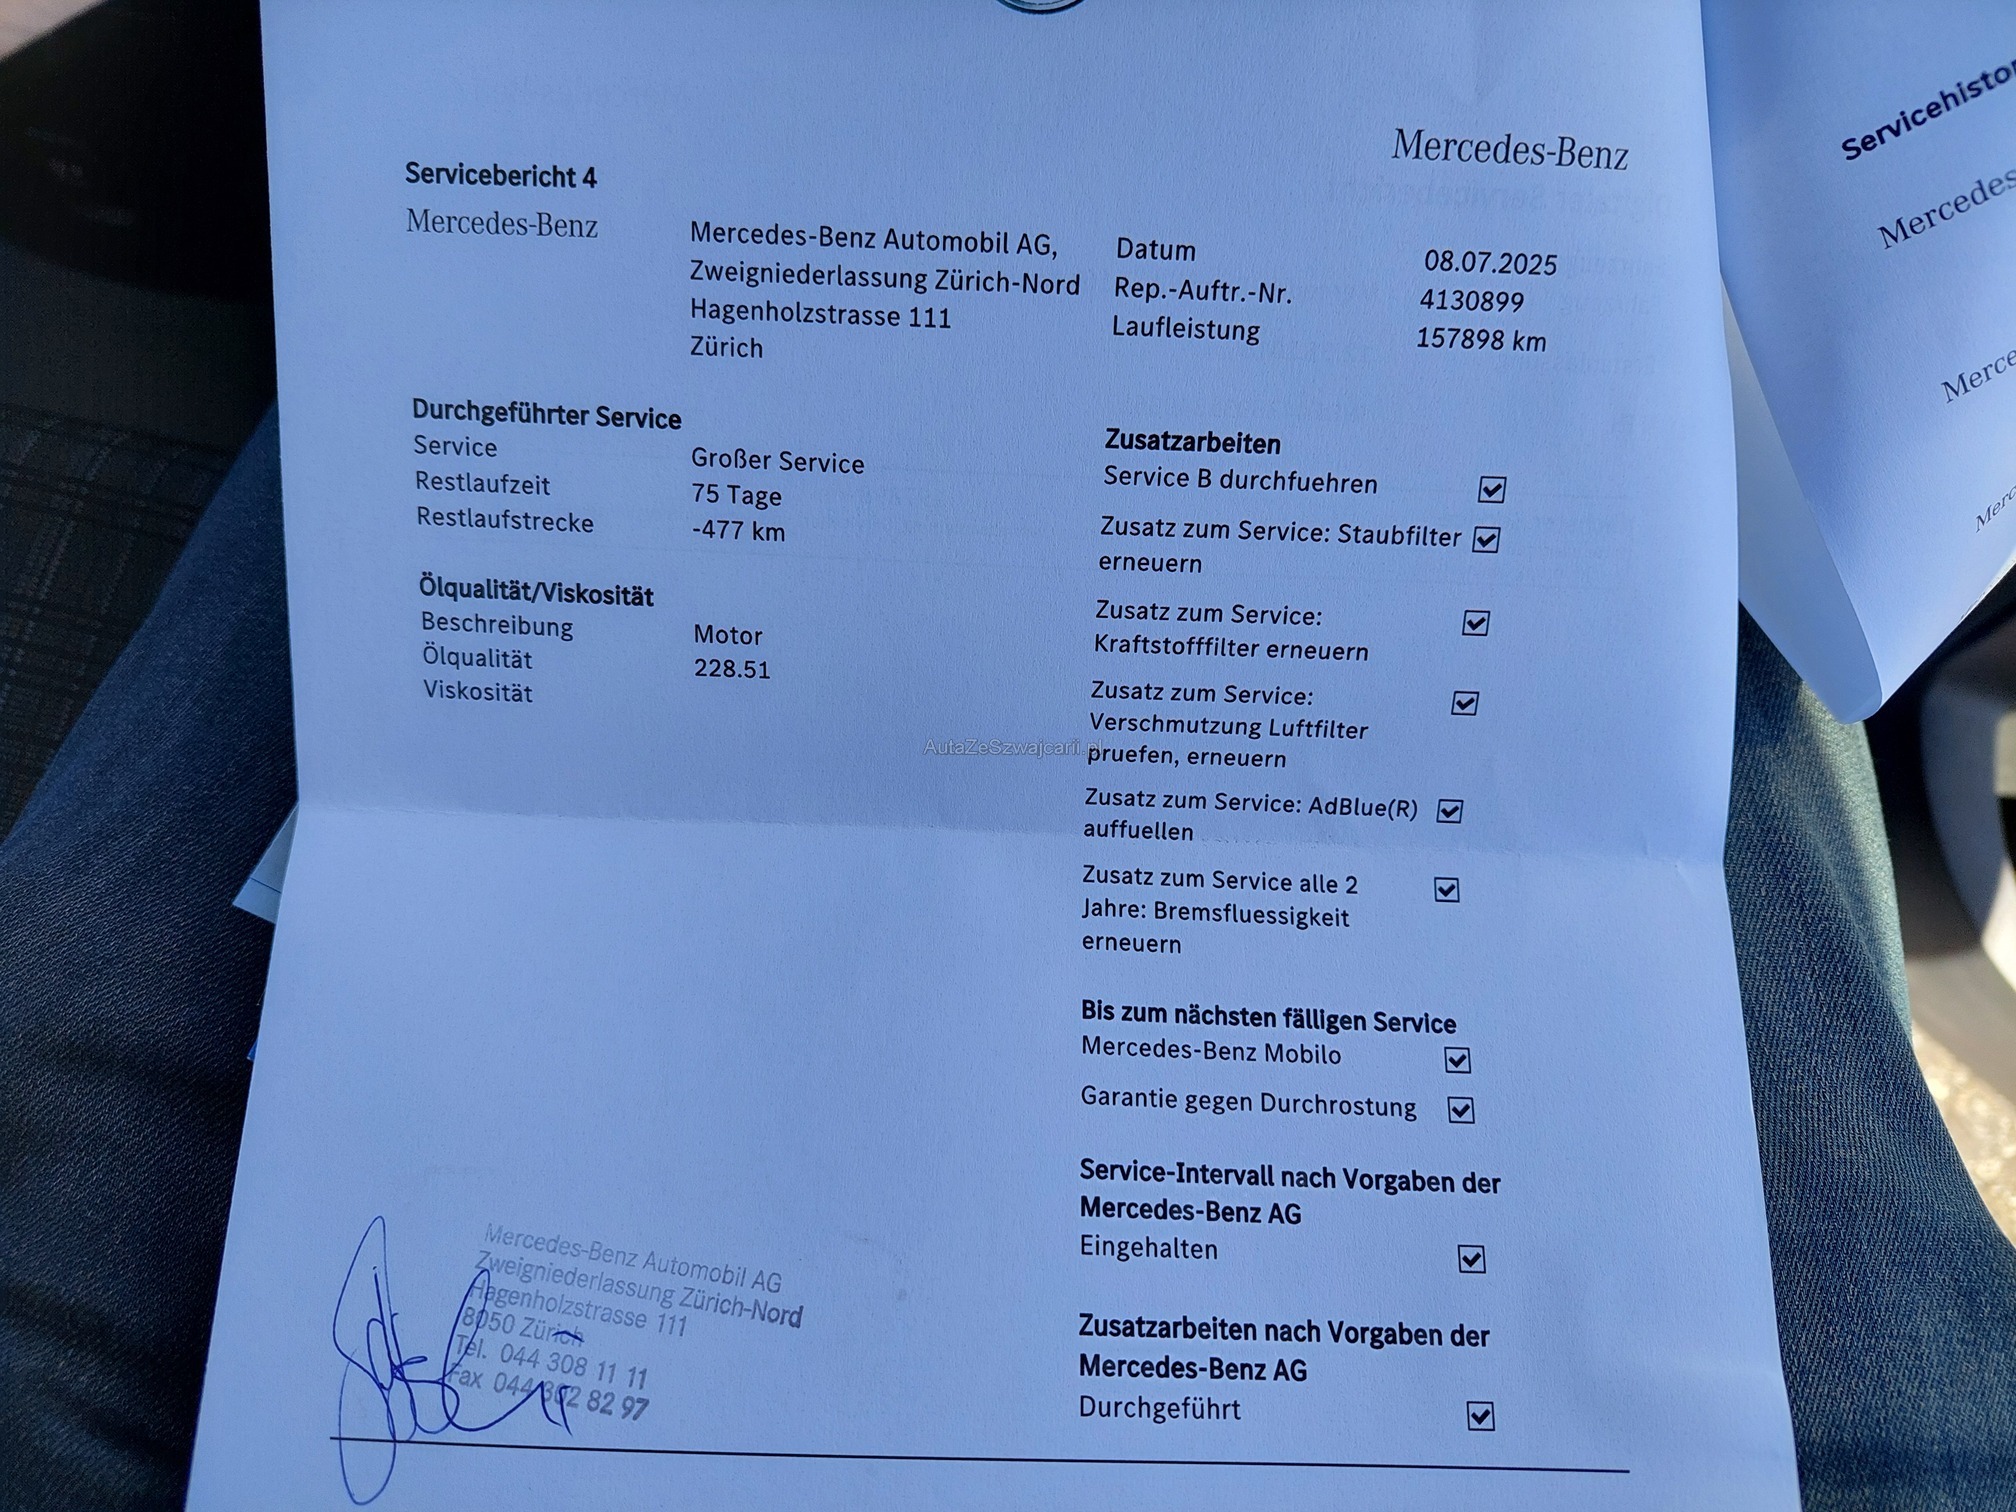 Mercedes-Benz
Servicebericht 4
Mercedes-Benz
Mercedes-Benz Automobil AG,
Zweigniederlassung Zürich-Nord
Hagenholzstrasse 111
Zürich
Datum 08.07.2025
Rep.-Auftr.-Nr. 4130899
Laufleistung 157898 km
Durchgeführter Service
Service Großer Service
Restlaufzeit 75 Tage
Restlaufstrecke -477 km
Ölqualität/Viskosität
Beschreibung Motor
Ölqualität 228.51
Viskosität
Zusatzarbeiten
Service B durchfuehren
Zusatz zum Service: Staubfilter
erneuern
Zusatz zum Service:
Kraftstofffilter erneuern
Zusatz zum Service:
Verschmutzung Luftfilter
pruefen, erneuern
Zusatz zum Service: AdBlue(R)
auffuellen
Zusatz zum Service alle 2
Jahre: Bremsfluessigkeit
erneuern
Bis zum nächsten fälligen Service
Mercedes-Benz Mobilo
Garantie gegen Durchrostung
Service-Intervall nach Vorgaben der
Mercedes-Benz AG
Eingehalten
Zusatzarbeiten nach Vorgaben der
Mercedes-Benz AG
Durchgeführt
Mercedes-Benz Automobil AG
Zweigniederlassung Zürich-Nord
Hagenholzstrasse 111
8050 Zürich
Tel. 044 308 11 11
Fax 044 302 82 97
AutaZeSzwajcarii.pl
Servicehistor
Mercedes
Merce
Merc